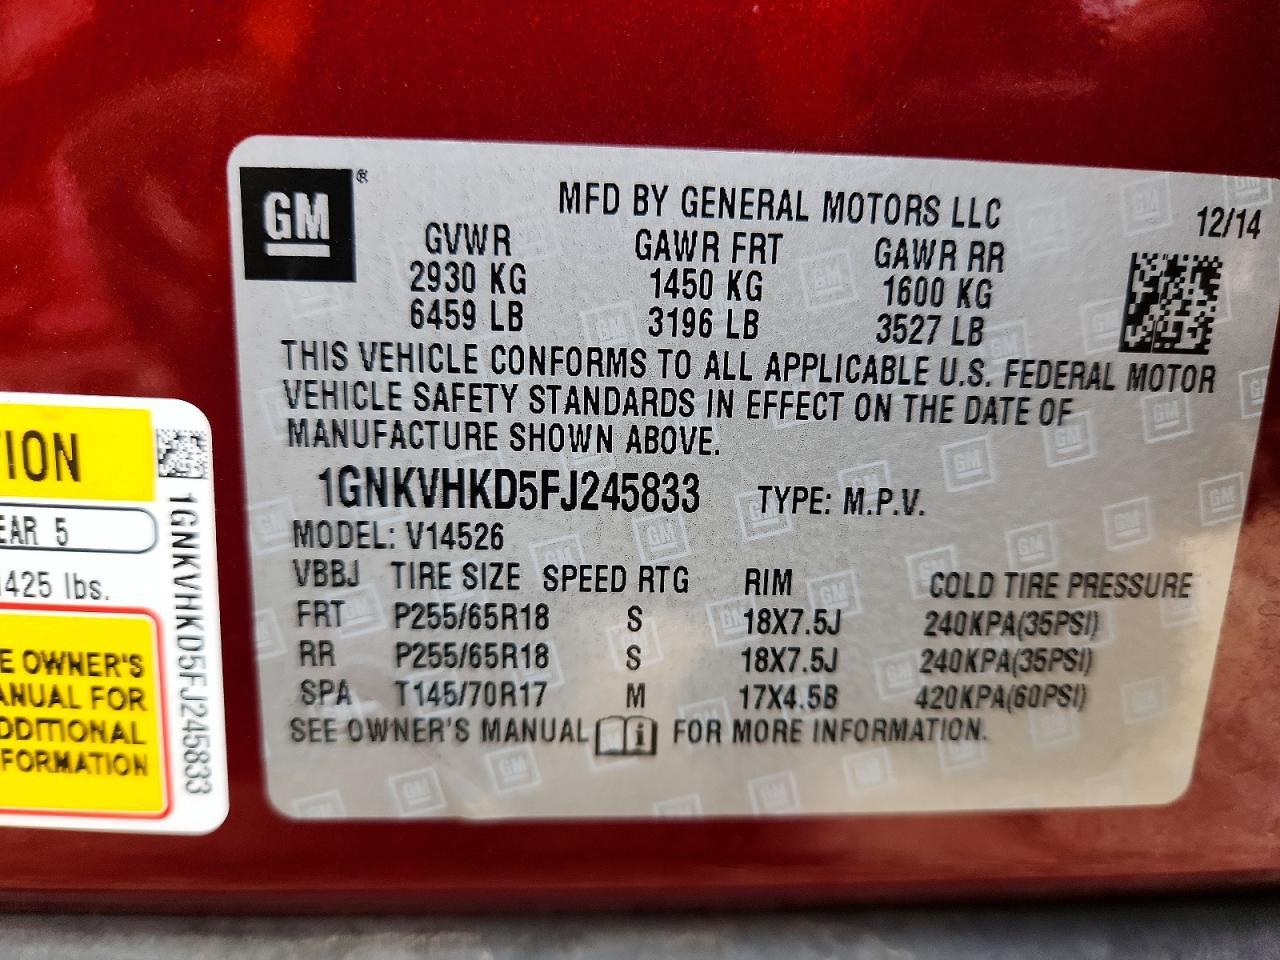 GM ®
MFD BY GENERAL MOTORS LLC
12/14
GVWR GAWR FRT GAWR RR
2930 KG 1450 KG 1600 KG
6459 LB 3196 LB 3527 LB
THIS VEHICLE CONFORMS TO ALL APPLICABLE U.S. FEDERAL MOTOR
VEHICLE SAFETY STANDARDS IN EFFECT ON THE DATE OF
MANUFACTURE SHOWN ABOVE.
1GNKVHKD5FJ245833 TYPE: M.P.V.
MODEL: V14526
VBBJ TIRE SIZE SPEED RTG RIM COLD TIRE PRESSURE
FRT P255/65R18 S 18X7.5J 240KPA(35PSI)
RR P255/65R18 S 18X7.5J 240KPA(35PSI)
SPA T145/70R17 M 17X4.5B 420KPA(60PSI)
SEE OWNER'S MANUAL FOR MORE INFORMATION.
TION
EAR 5
1425 lbs.
E OWNER'S
ANUAL FOR
DDITIONAL
FORMATION
1GNKVHKD5FJ245833